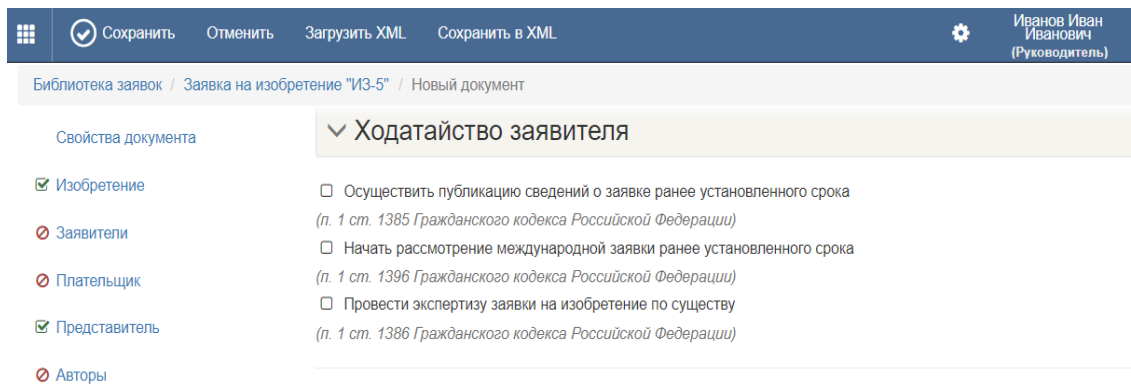 Сохранить Отменить Загрузить XML Сохранить в XML Иванов Иван
Иванович
(Руководитель)
Библиотека заявок / Заявка на изобретение "ИЗ-5" / Новый документ
Свойства документа
Изобретение
Заявители
Плательщик
Представитель
Авторы
Ходатайство заявителя
Осуществить публикацию сведений о заявке ранее установленного срока
(п. 1 ст. 1385 Гражданского кодекса Российской Федерации)
Начать рассмотрение международной заявки ранее установленного срока
(п. 1 ст. 1396 Гражданского кодекса Российской Федерации)
Провести экспертизу заявки на изобретение по существу
(п. 1 ст. 1386 Гражданского кодекса Российской Федерации)